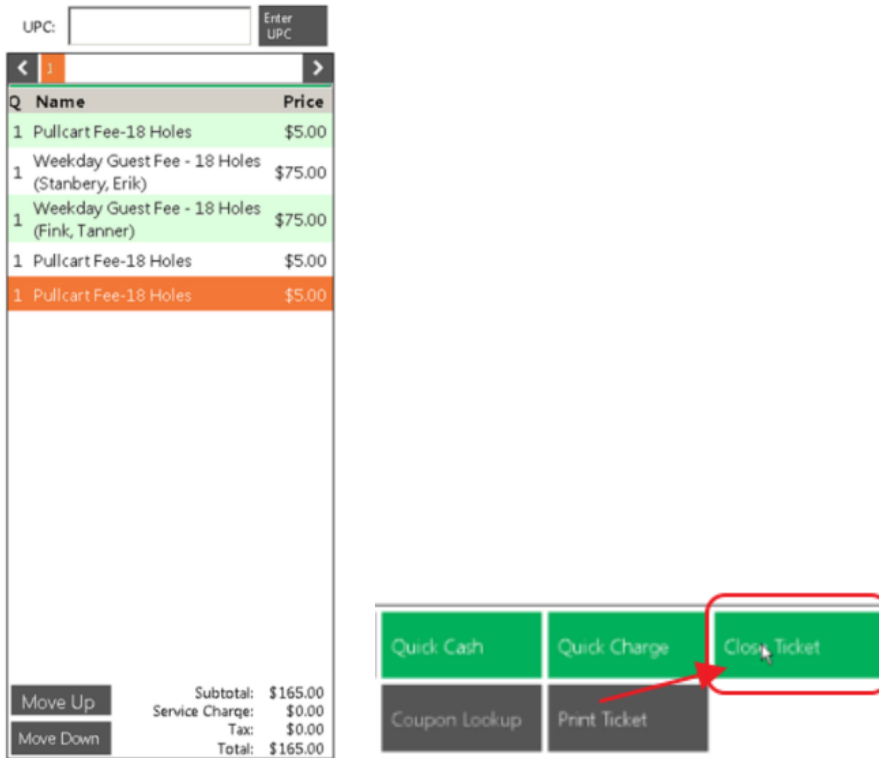 UPC:
Enter
UPC
1
Q Name Price
1 Pullcart Fee-18 Holes $5.00
1 Weekday Guest Fee - 18 Holes
(Stanbery, Erik) $75.00
1 Weekday Guest Fee - 18 Holes
(Fink, Tanner) $75.00
1 Pullcart Fee-18 Holes $5.00
1 Pullcart Fee-18 Holes $5.00
Move Up
Move Down
Subtotal: $165.00
Service Charge: $0.00
Tax: $0.00
Total: $165.00
Quick Cash Quick Charge Close Ticket
Coupon Lookup Print Ticket